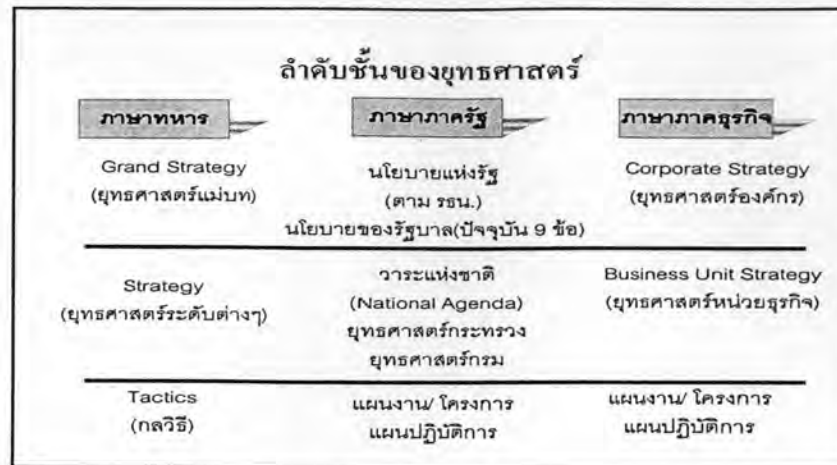 ลำดับชั้นของยุทธศาสตร์
ภาษาทหาร
ภาษาภาครัฐ
ภาษาภาคธุรกิจ
Grand Strategy
(ยุทธศาสตร์แม่บท)
นโยบายแห่งรัฐ
(ตาม รธน.)
นโยบายของรัฐบาล(ปัจจุบัน 9 ข้อ)
Corporate Strategy
(ยุทธศาสตร์องค์กร)
Strategy
(ยุทธศาสตร์ระดับต่างๆ)
วาระแห่งชาติ
(National Agenda)
ยุทธศาสตร์กระทรวง
ยุทธศาสตร์กรม
Business Unit Strategy
(ยุทธศาสตร์หน่วยธุรกิจ)
Tactics
(กลวิธี)
แผนงาน/ โครงการ
แผนปฏิบัติการ
แผนงาน/ โครงการ
แผนปฏิบัติการ